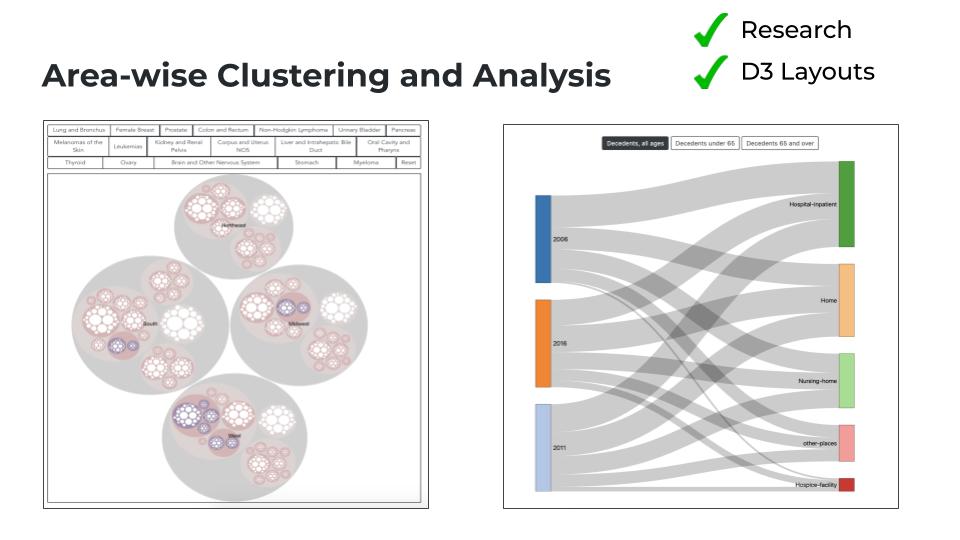 Research
D3 Layouts
Area-wise Clustering and Analysis
Lung and Bronchus
Female Breast
Prostate
Colon and Rectum
Non-Hodgkin Lymphoma
Urinary Bladder
Pancreas
Melanomas of the
Skin
Leukemias
Kidney and Renal
Pelvis
Corpus and Uterus
NOS
Liver and Intrahepatic Bile
Duct
Oral Cavity and
Pharynx
Thyroid
Ovary
Brain and Other Nervous System
Stomach
Myeloma
Reset
Northeast
South
Midwest
West
Decedents, all ages
Decedents under 65
Decedents 65 and over
2006
2016
2011
Hospital-inpatient
Home
Nursing-home
other-places
Hospice-facility